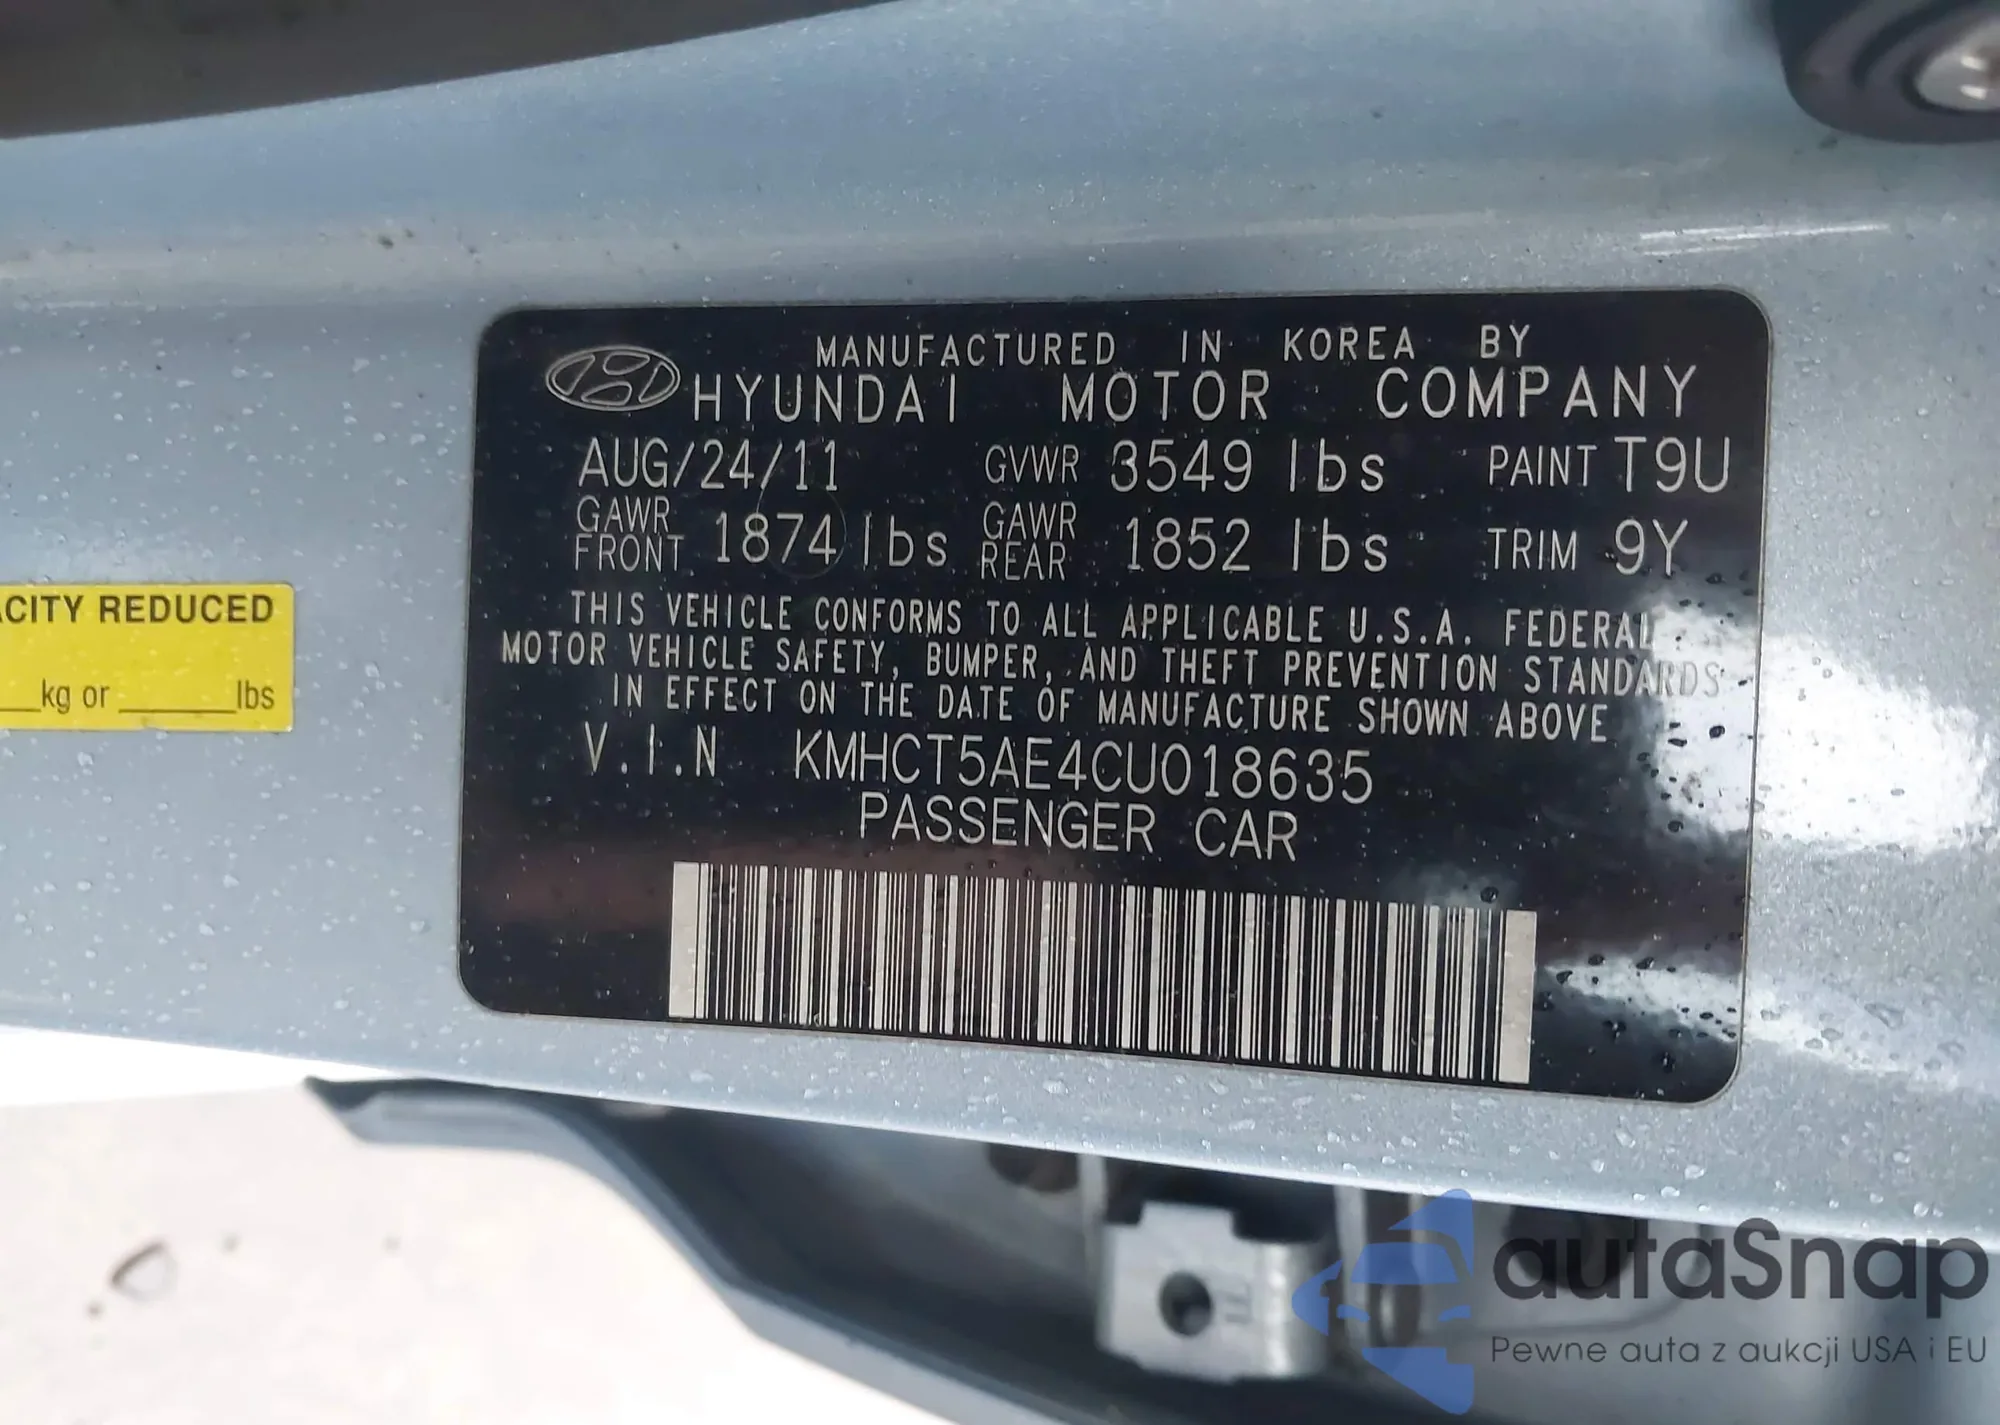 MANUFACTURED IN KOREA BY
HYUNDAI MOTOR COMPANY
AUG/24/11 GVWR 3549 lbs PAINT T9U
GAWR FRONT 1874 lbs GAWR REAR 1852 lbs TRIM 9Y
THIS VEHICLE CONFORMS TO ALL APPLICABLE U.S.A. FEDERAL
MOTOR VEHICLE SAFETY, BUMPER, AND THEFT PREVENTION STANDARDS
IN EFFECT ON THE DATE OF MANUFACTURE SHOWN ABOVE
V.I.N KMHCT5AE4CU018635
PASSENGER CAR
ACITY REDUCED
kg or lbs
autaSnap
Pewne auta z aukcji USA i EU